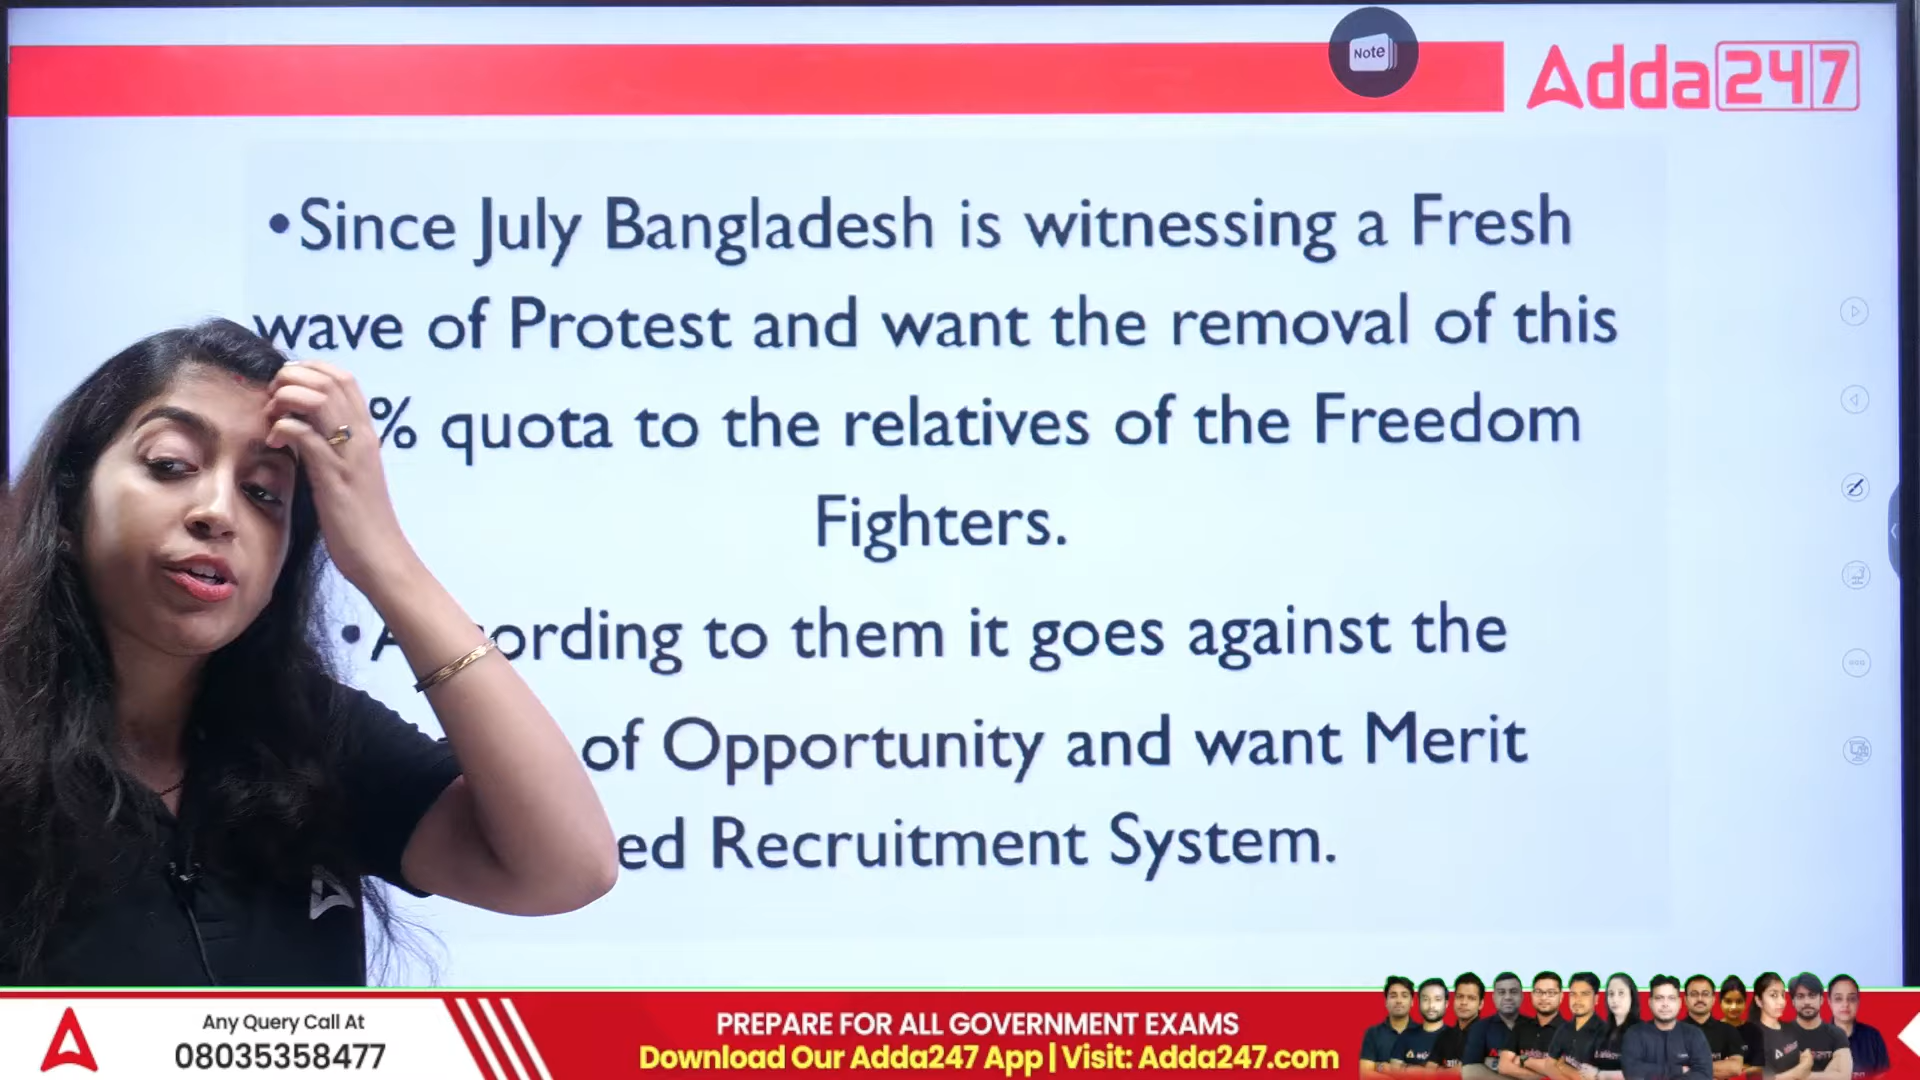 Note
Adda247
•Since July Bangladesh is witnessing a Fresh
wave of Protest and want the removal of this
% quota to the relatives of the Freedom
Fighters.
• to them it goes against the
of Opportunity and want Merit
Recruitment System.
Any Query Call At
08035358477
PREPARE FOR ALL GOVERNMENT EXAMS
Download Our Adda247 App | Visit: Adda247.com